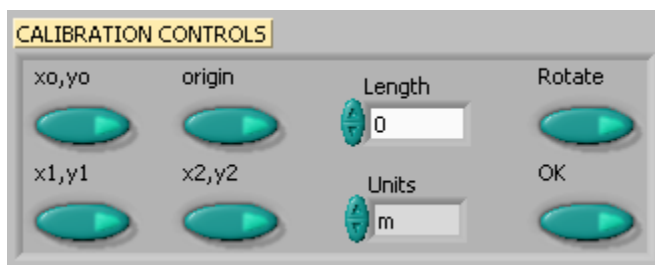 CALIBRATION CONTROLS
xo,yo origin Length Rotate
0
x1,y1 x2,y2 Units OK
m